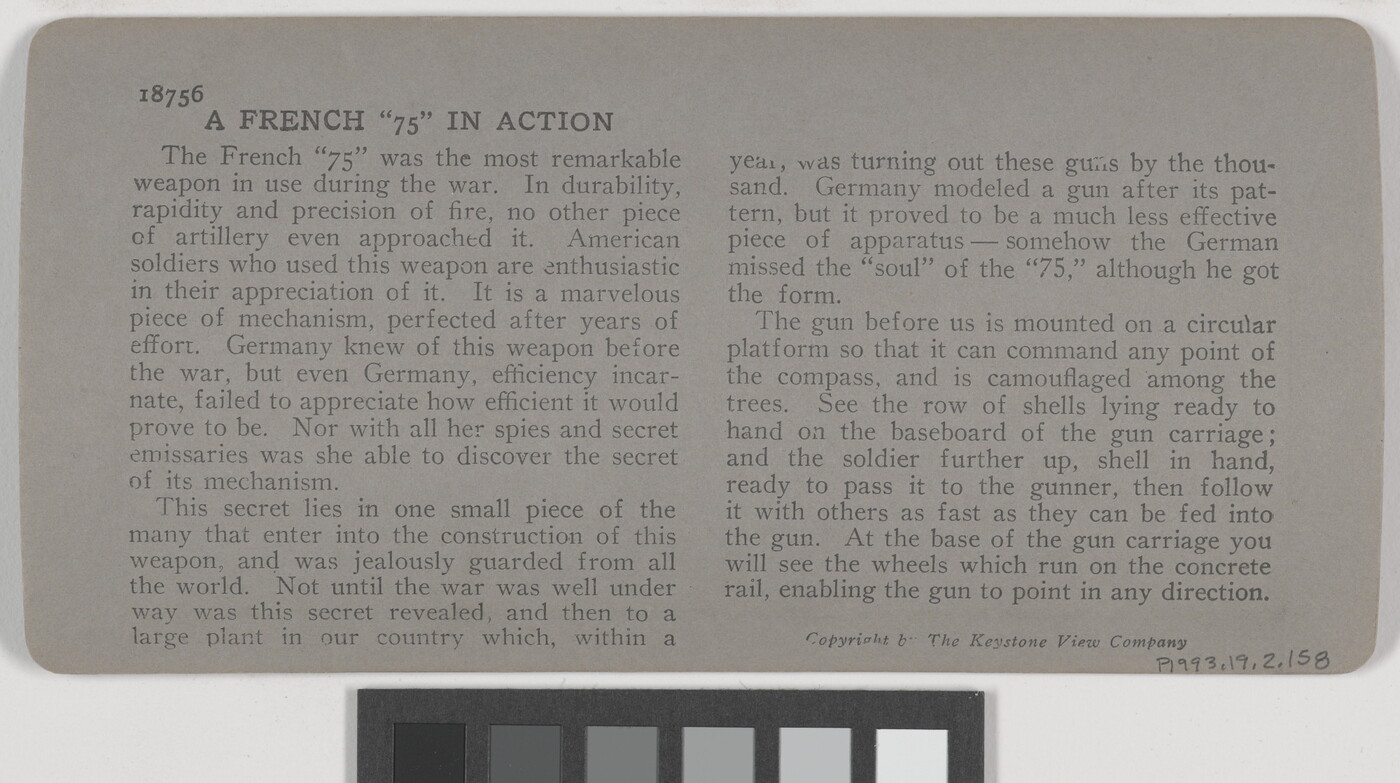 18756
A FRENCH “75” IN ACTION
The French “75” was the most remarkable
weapon in use during the war. In durability,
rapidity and precision of fire, no other piece
of artillery even approached it. American
soldiers who used this weapon are enthusiastic
in their appreciation of it. It is a marvelous
piece of mechanism, perfected after years of
effort. Germany knew of this weapon before
the war, but even Germany, efficiency incar-
nate, failed to appreciate how efficient it would
prove to be. Nor with all her spies and secret
emissaries was she able to discover the secret
of its mechanism.
This secret lies in one small piece of the
many that enter into the construction of this
weapon, and was jealously guarded from all
the world. Not until the war was well under
way was this secret revealed, and then to a
large plant in our country which, within a
year, was turning out these guns by the thou-
sand. Germany modeled a gun after its pat-
tern, but it proved to be a much less effective
piece of apparatus — somehow the German
missed the “soul” of the “75,” although he got
the form.
The gun before us is mounted on a circular
platform so that it can command any point of
the compass, and is camouflaged among the
trees. See the row of shells lying ready to
hand on the baseboard of the gun carriage;
and the soldier further up, shell in hand,
ready to pass it to the gunner, then follow
it with others as fast as they can be fed into
the gun. At the base of the gun carriage you
will see the wheels which run on the concrete
rail, enabling the gun to point in any direction.
Copyright by The Keystone View Company
P1993.19.2.158